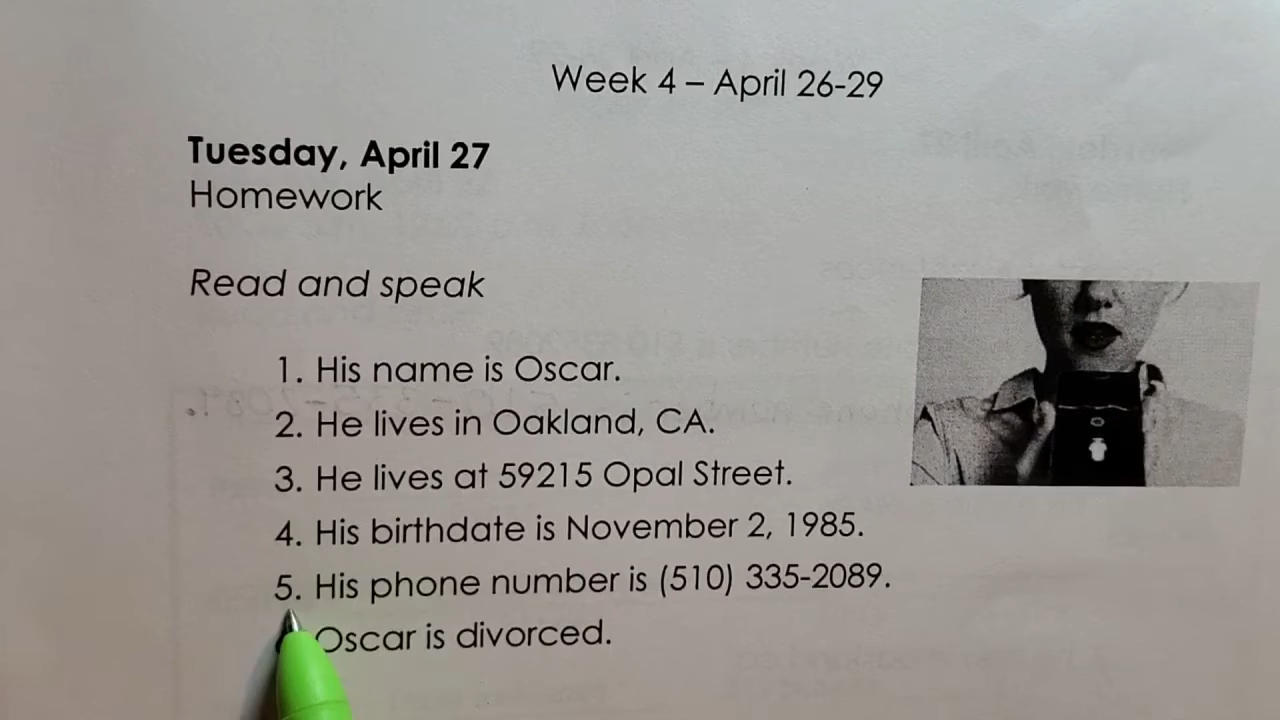 Week 4 – April 26-29
Tuesday, April 27
Homework
Read and speak
1. His name is Oscar.
2. He lives in Oakland, CA.
3. He lives at 59215 Opal Street.
4. His birthdate is November 2, 1985.
5. His phone number is (510) 335-2089.
Oscar is divorced.